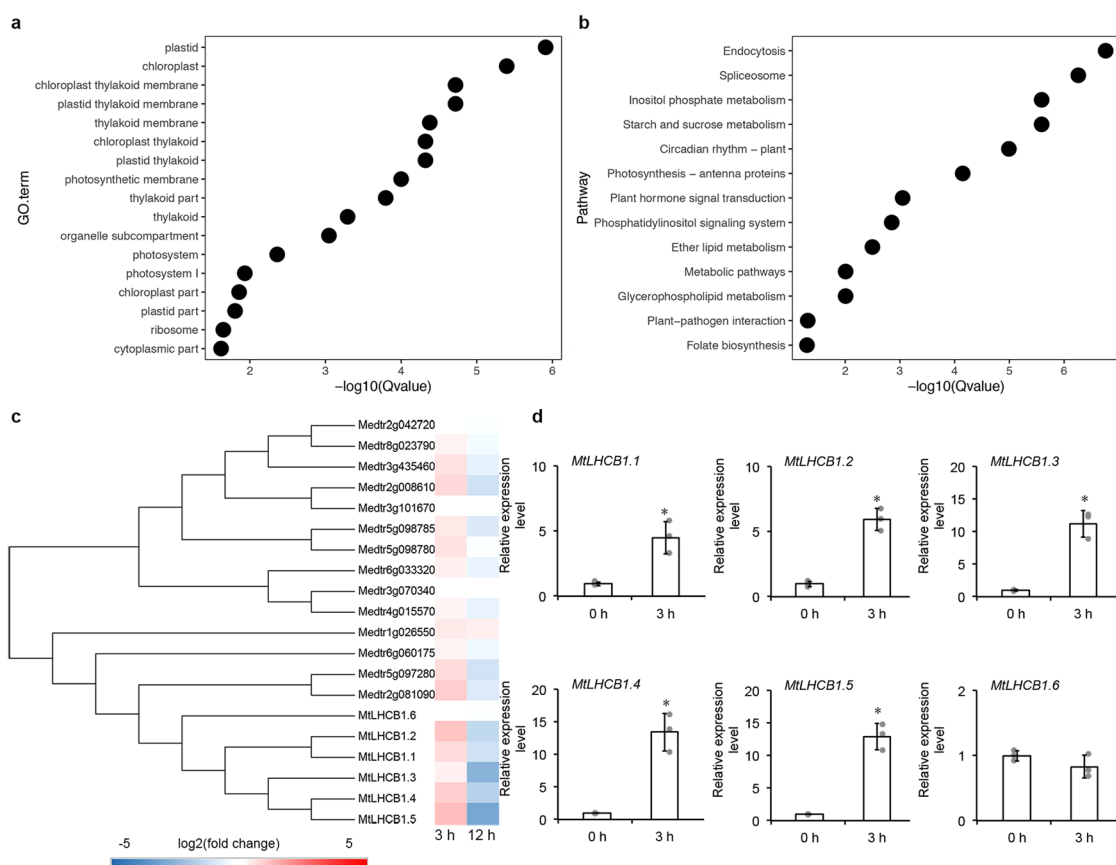 a
plastid
chloroplast
chloroplast thylakoid membrane
plastid thylakoid membrane
thylakoid membrane
chloroplast thylakoid
plastid thylakoid
photosynthetic membrane
thylakoid part
thylakoid
organelle subcompartment
photosystem
photosystem I
chloroplast part
plastid part
ribosome
cytoplasmic part
GO.term
2 3 4 5 6
−log10(Qvalue)
b
Endocytosis
Spliceosome
Inositol phosphate metabolism
Starch and sucrose metabolism
Circadian rhythm − plant
Photosynthesis − antenna proteins
Plant hormone signal transduction
Phosphatidylinositol signaling system
Ether lipid metabolism
Metabolic pathways
Glycerophospholipid metabolism
Plant−pathogen interaction
Folate biosynthesis
Pathway
2 3 4 5 6 7
−log10(Qvalue)
c
Medtr2g042720
Medtr8g023790
Medtr3g435460
Medtr2g008610
Medtr3g101670
Medtr5g098785
Medtr5g098780
Medtr6g033320
Medtr3g070340
Medtr4g015570
Medtr1g026550
Medtr6g060175
Medtr5g097280
Medtr2g081090
MtLHCB1.6
MtLHCB1.2
MtLHCB1.1
MtLHCB1.3
MtLHCB1.4
MtLHCB1.5
3 h 12 h
-5 log2(fold change) 5
d
MtLHCB1.1
Relative expression
level
10
5
0
*
0 h 3 h
MtLHCB1.2
Relative expression
level
10
5
0
*
0 h 3 h
MtLHCB1.3
Relative expression
level
20
15
10
5
0
*
0 h 3 h
MtLHCB1.4
Relative expression
level
20
15
10
5
0
*
0 h 3 h
MtLHCB1.5
Relative expression
level
20
15
10
5
0
*
0 h 3 h
MtLHCB1.6
Relative expression
level
2
1
0
0 h 3 h